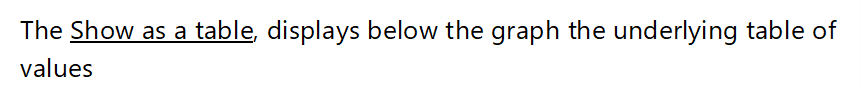 The Show as a table, displays below the graph the underlying table of
values